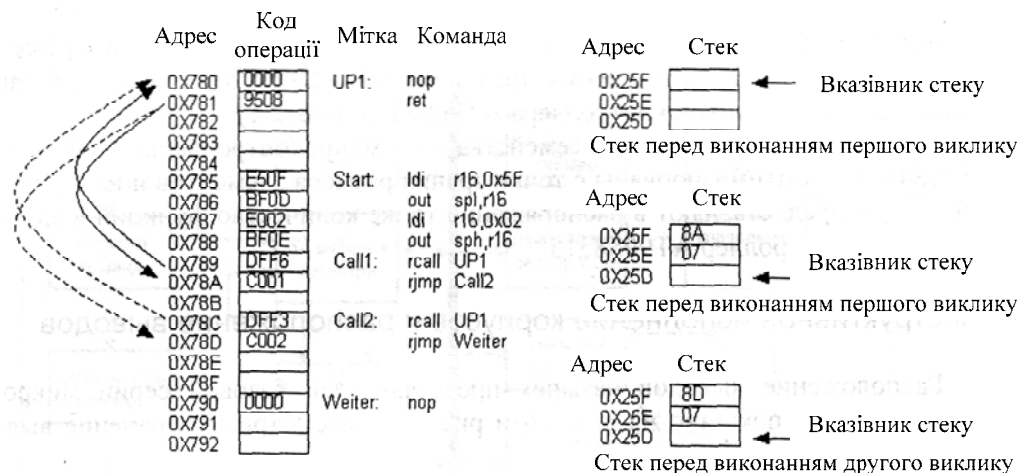 Адрес Код операції Мітка Команда
0X780 0000 UP1: nop
0X781 9508 ret
0X782
0X783
0X784
0X785 E50F Start: ldi r16,0x5F
0X786 BF0D out spl,r16
0X787 E002 ldi r16,0x02
0X788 BF0E out sph,r16
0X789 DFF6 Call1: rcall UP1
0X78A C001 rjmp Call2
0X78B
0X78C DFF3 Call2: rcall UP1
0X78D C002 rjmp Weiter
0X78E
0X78F
0X790 0000 Weiter: nop
0X791
0X792
Адрес Стек
0X25F Вказівник стеку
0X25E
0X25D
Стек перед виконанням першого виклику
Адрес Стек
0X25F 8A
0X25E 07
0X25D Вказівник стеку
Стек перед виконанням першого виклику
Адрес Стек
0X25F 8D
0X25E 07
0X25D Вказівник стеку
Стек перед виконанням другого виклику